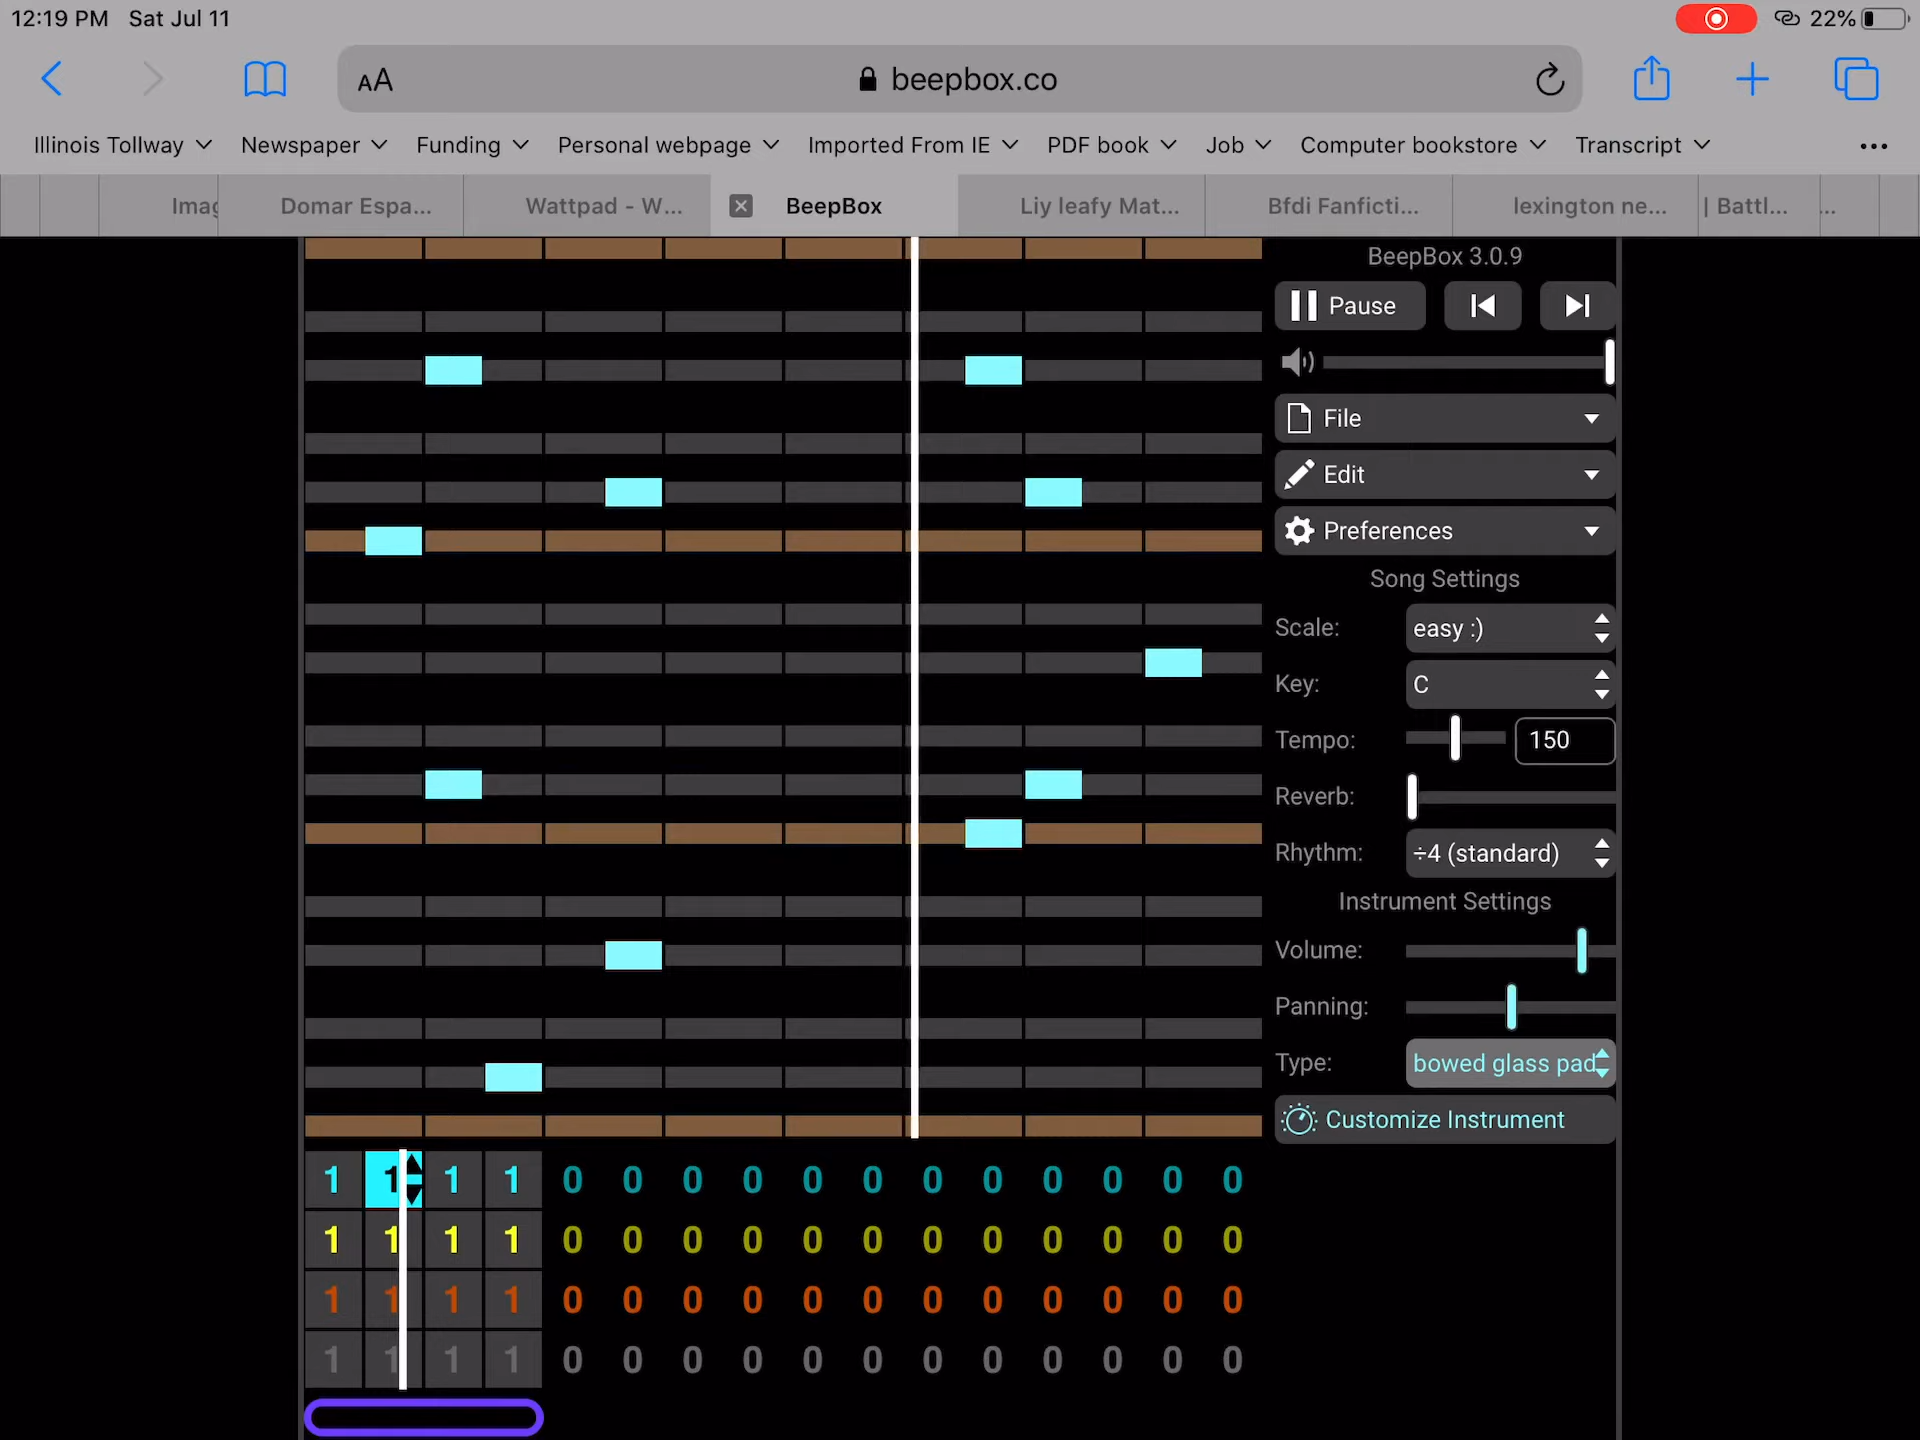 12:19 PM Sat Jul 11 22%
AA beepbox.co
Illinois Tollway Newspaper Funding Personal webpage Imported From IE PDF book Job Computer bookstore Transcript •••
Imag Domar Espa... Wattpad - W... BeepBox Liy leafy Mat... Bfdi Fanficti... lexington ne... | Battl... ...
BeepBox 3.0.9
Pause
File
Edit
Preferences
Song Settings
Scale: easy :)
Key: C
Tempo: 150
Reverb:
Rhythm: ÷4 (standard)
Instrument Settings
Volume:
Panning:
Type: bowed glass pad
Customize Instrument
1 1 1 1 0 0 0 0 0 0 0 0 0 0 0 0
1 1 1 1 0 0 0 0 0 0 0 0 0 0 0 0
1 1 1 1 0 0 0 0 0 0 0 0 0 0 0 0
1 1 1 1 0 0 0 0 0 0 0 0 0 0 0 0